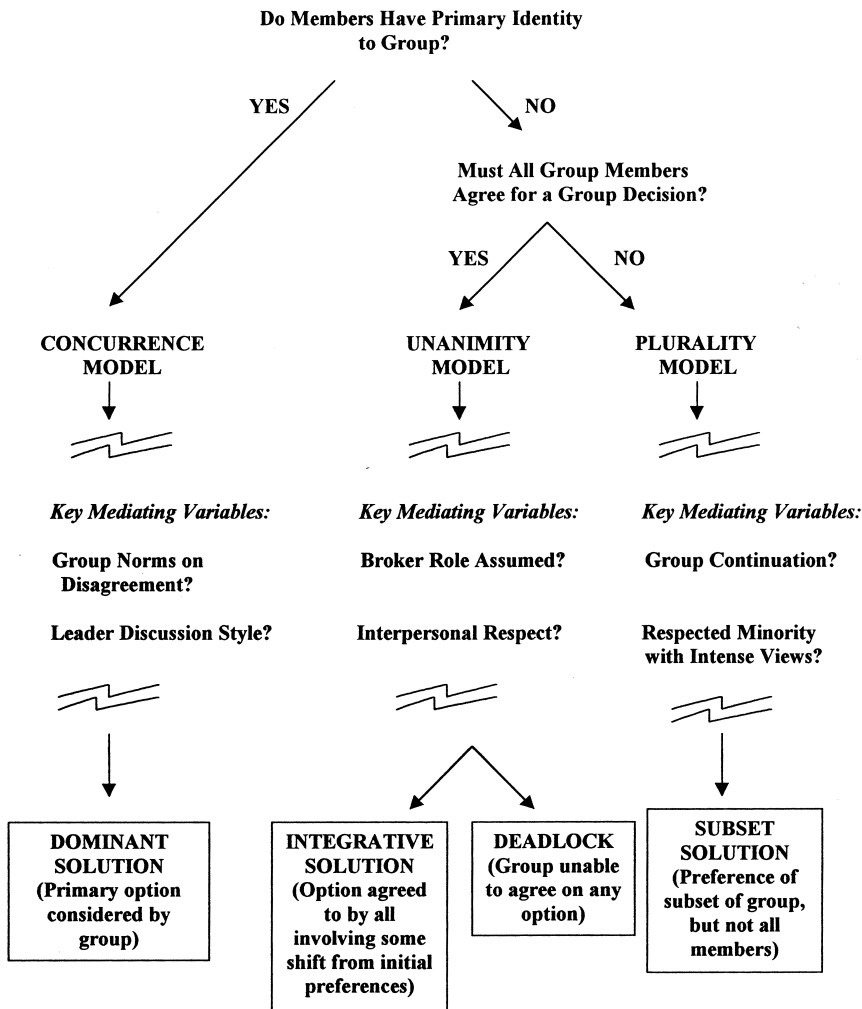 Do Members Have Primary Identity
to Group?
YES
NO
Must All Group Members
Agree for a Group Decision?
YES
NO
CONCURRENCE
MODEL
UNANIMITY
MODEL
PLURALITY
MODEL
Key Mediating Variables:
Group Norms on
Disagreement?
Leader Discussion Style?
Key Mediating Variables:
Broker Role Assumed?
Interpersonal Respect?
Key Mediating Variables:
Group Continuation?
Respected Minority
with Intense Views?
DOMINANT
SOLUTION
(Primary option
considered by
group)
INTEGRATIVE
SOLUTION
(Option agreed
to by all
involving some
shift from initial
preferences)
DEADLOCK
(Group unable
to agree on any
option)
SUBSET
SOLUTION
(Preference of
subset of group,
but not all
members)